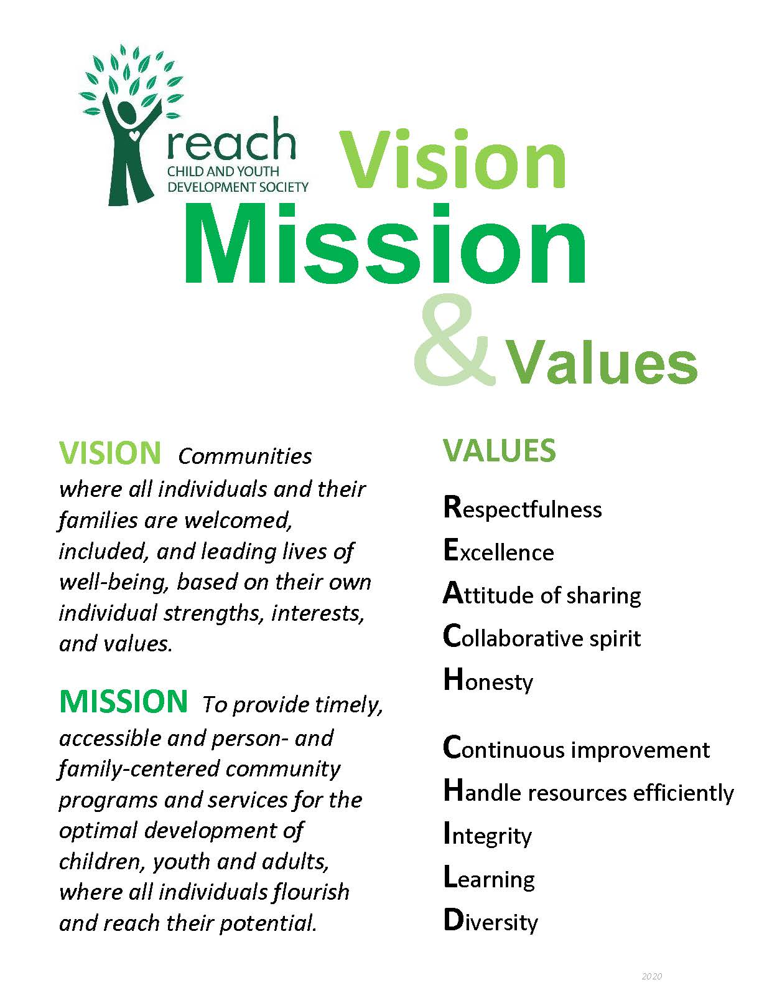 reach
CHILD AND YOUTH
DEVELOPMENT SOCIETY
Vision
Mission
& Values
VISION Communities
where all individuals and their
families are welcomed,
included, and leading lives of
well-being, based on their own
individual strengths, interests,
and values.
MISSION To provide timely,
accessible and person- and
family-centered community
programs and services for the
optimal development of
children, youth and adults,
where all individuals flourish
and reach their potential.
VALUES
Respectfulness
Excellence
Attitude of sharing
Collaborative spirit
Honesty
Continuous improvement
Handle resources efficiently
Integrity
Learning
Diversity
2020